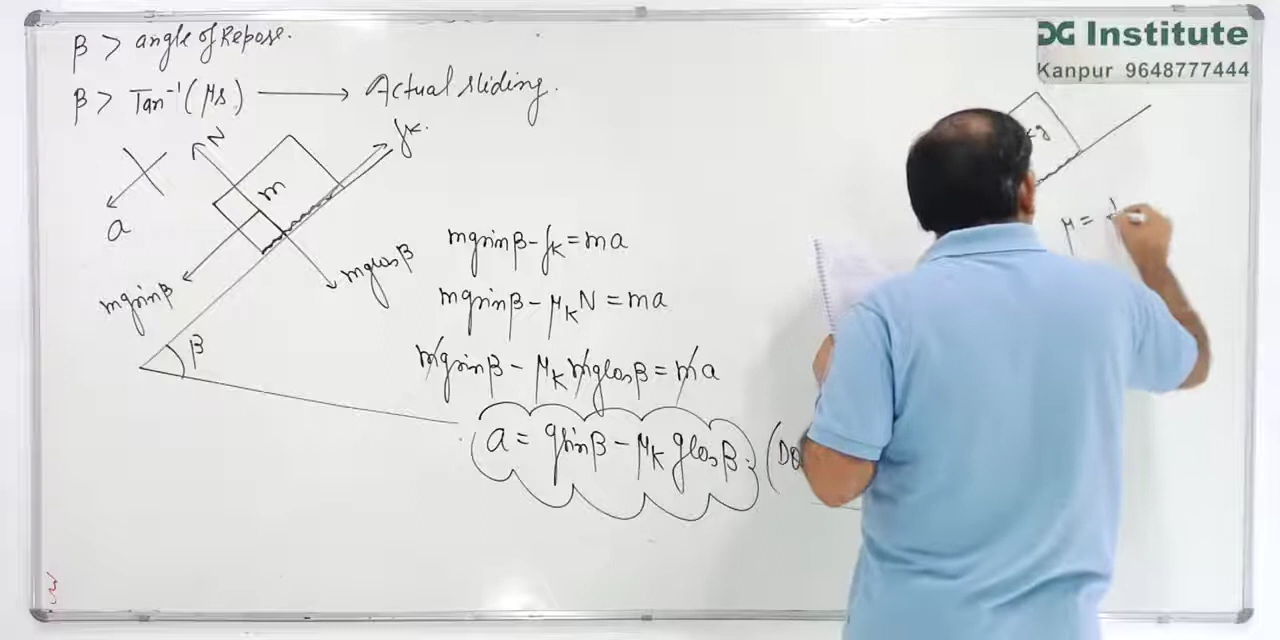 β > angle of Repose.
β > Tan⁻¹(μs) ⟶ Actual sliding.
N
fK.
m
a
mg sinβ
mg cosβ
β
mg sinβ - fK = ma
mg sinβ - μK N = ma
mg sinβ - μK mg cosβ = ma
a = g sinβ - μK g cosβ.
DG Institute
Kanpur 9648777444
kg
μ =